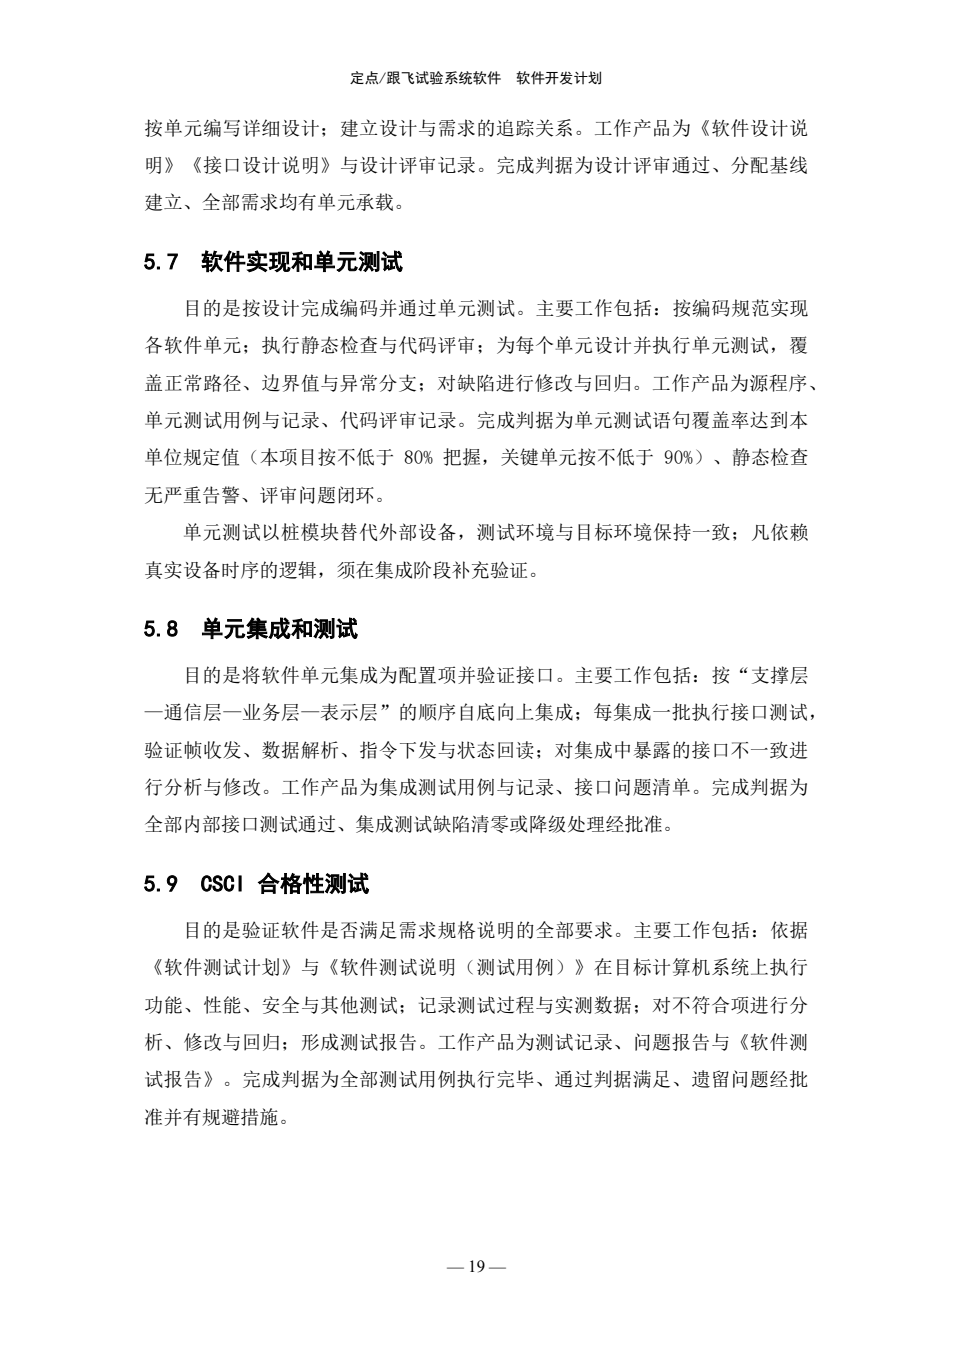 定点/跟飞试验系统软件　软件开发计划
按单元编写详细设计；建立设计与需求的追踪关系。工作产品为《软件设计说
明》《接口设计说明》与设计评审记录。完成判据为设计评审通过、分配基线
建立、全部需求均有单元承载。
5.7　软件实现和单元测试
目的是按设计完成编码并通过单元测试。主要工作包括：按编码规范实现
各软件单元；执行静态检查与代码评审；为每个单元设计并执行单元测试，覆
盖正常路径、边界值与异常分支；对缺陷进行修改与回归。工作产品为源程序、
单元测试用例与记录、代码评审记录。完成判据为单元测试语句覆盖率达到本
单位规定值（本项目按不低于 80% 把握，关键单元按不低于 90%）、静态检查
无严重告警、评审问题闭环。
单元测试以桩模块替代外部设备，测试环境与目标环境保持一致；凡依赖
真实设备时序的逻辑，须在集成阶段补充验证。
5.8　单元集成和测试
目的是将软件单元集成为配置项并验证接口。主要工作包括：按“支撑层
—通信层—业务层—表示层”的顺序自底向上集成；每集成一批执行接口测试，
验证帧收发、数据解析、指令下发与状态回读；对集成中暴露的接口不一致进
行分析与修改。工作产品为集成测试用例与记录、接口问题清单。完成判据为
全部内部接口测试通过、集成测试缺陷清零或降级处理经批准。
5.9　CSCI 合格性测试
目的是验证软件是否满足需求规格说明的全部要求。主要工作包括：依据
《软件测试计划》与《软件测试说明（测试用例）》在目标计算机系统上执行
功能、性能、安全与其他测试；记录测试过程与实测数据；对不符合项进行分
析、修改与回归；形成测试报告。工作产品为测试记录、问题报告与《软件测
试报告》。完成判据为全部测试用例执行完毕、通过判据满足、遗留问题经批
准并有规避措施。
— 19 —